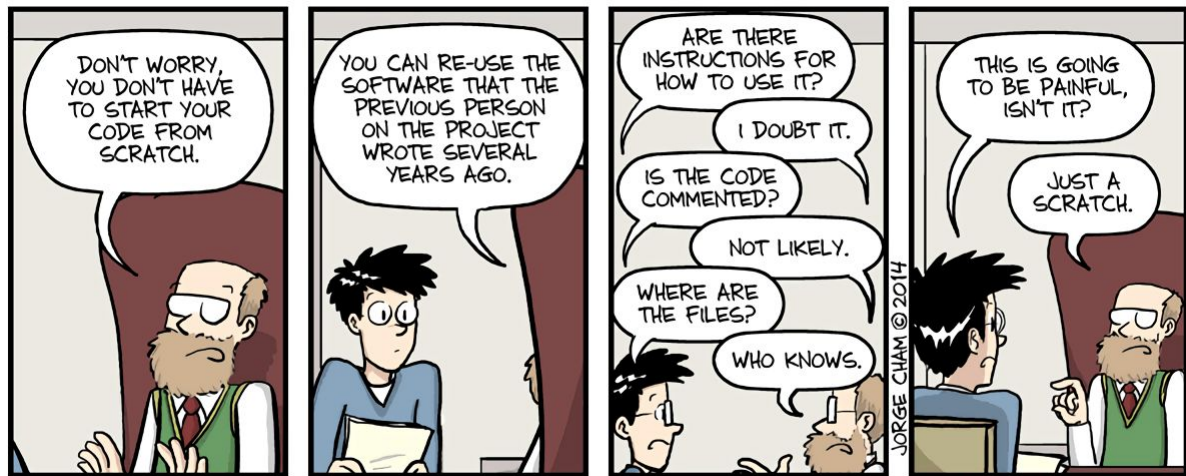 DON'T WORRY,
YOU DON'T HAVE
TO START YOUR
CODE FROM
SCRATCH.
YOU CAN RE-USE THE
SOFTWARE THAT THE
PREVIOUS PERSON
ON THE PROJECT
WROTE SEVERAL
YEARS AGO.
ARE THERE
INSTRUCTIONS FOR
HOW TO USE IT?
I DOUBT IT.
IS THE CODE
COMMENTED?
NOT LIKELY.
WHERE ARE
THE FILES?
WHO KNOWS.
JORGE CHAM © 2014
THIS IS GOING
TO BE PAINFUL,
ISN'T IT?
JUST A
SCRATCH.